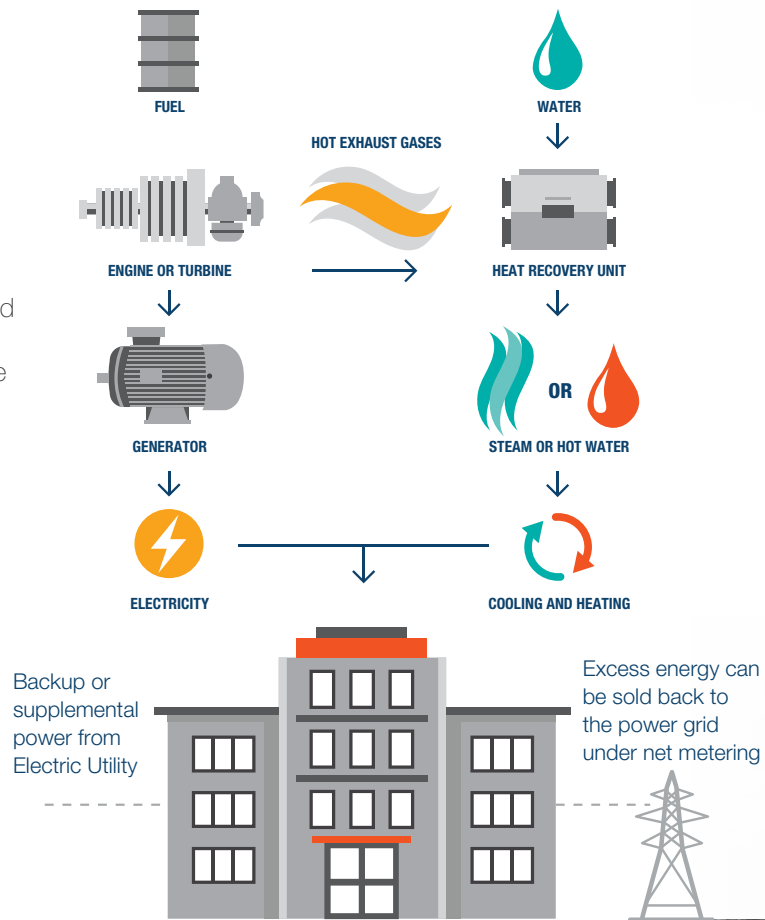 FUEL
WATER
HOT EXHAUST GASES
ENGINE OR TURBINE
HEAT RECOVERY UNIT
d
e
OR
GENERATOR
STEAM OR HOT WATER
ELECTRICITY
COOLING AND HEATING
Backup or
supplemental
power from
Electric Utility
Excess energy can
be sold back to
the power grid
under net metering